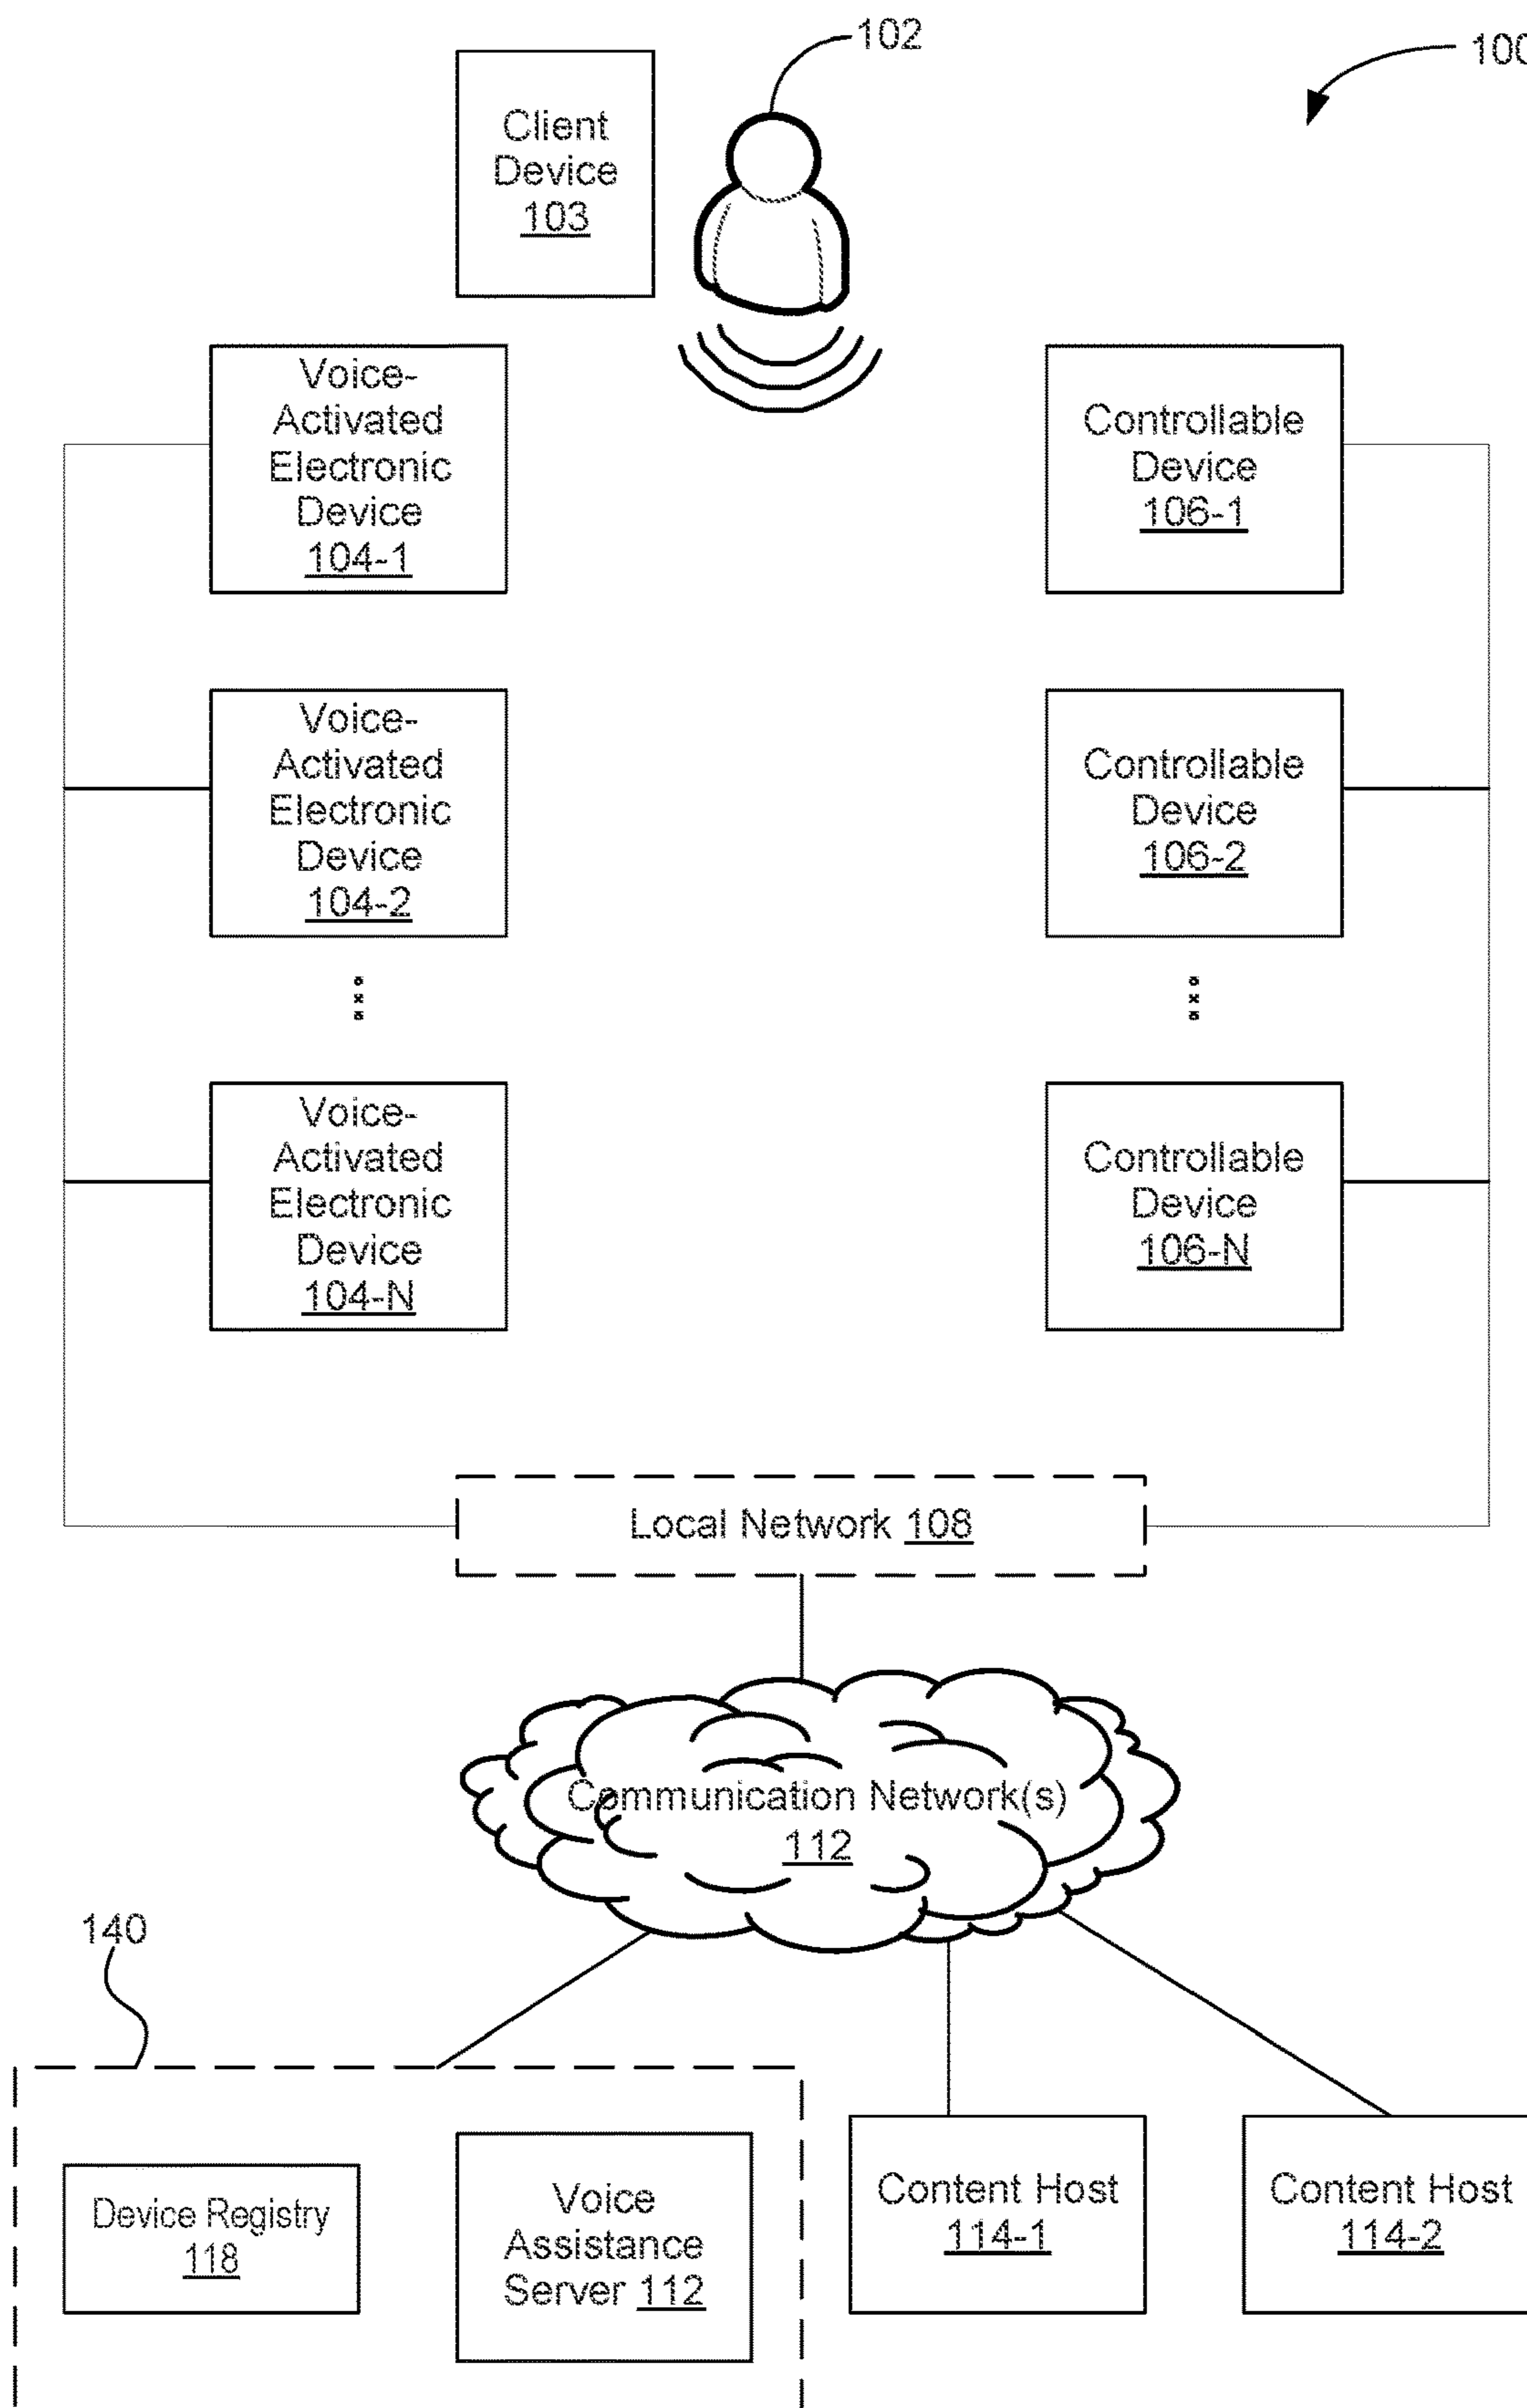 102
100
Client
Device
103
Voice-
Activated
Electronic
Device
104-1
Controllable
Device
106-1
Voice-
Activated
Electronic
Device
104-2
Controllable
Device
106-2
Voice-
Activated
Electronic
Device
104-N
Controllable
Device
106-N
Local Network 108
Communication Network(s)
112
140
Device Registry
118
Voice
Assistance
Server 112
Content Host
114-1
Content Host
114-2